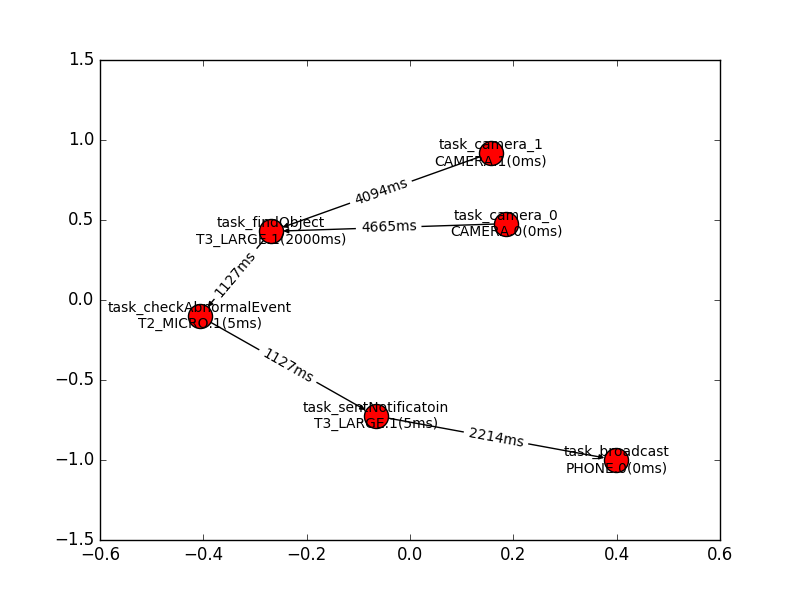 1.5
1.0
0.5
0.0
−0.5
−1.0
−1.5
−0.6
−0.4
−0.2
0.0
0.2
0.4
0.6
task_camera_1
CAMERA.1(0ms)
4094ms
task_camera_0
CAMERA.0(0ms)
4665ms
task_findObject
T3_LARGE.1(2000ms)
1127ms
task_checkAbnormalEvent
T2_MICRO.1(5ms)
1127ms
task_sentNotificatoin
T3_LARGE.1(5ms)
2214ms
task_broadcast
PHONE.0(0ms)